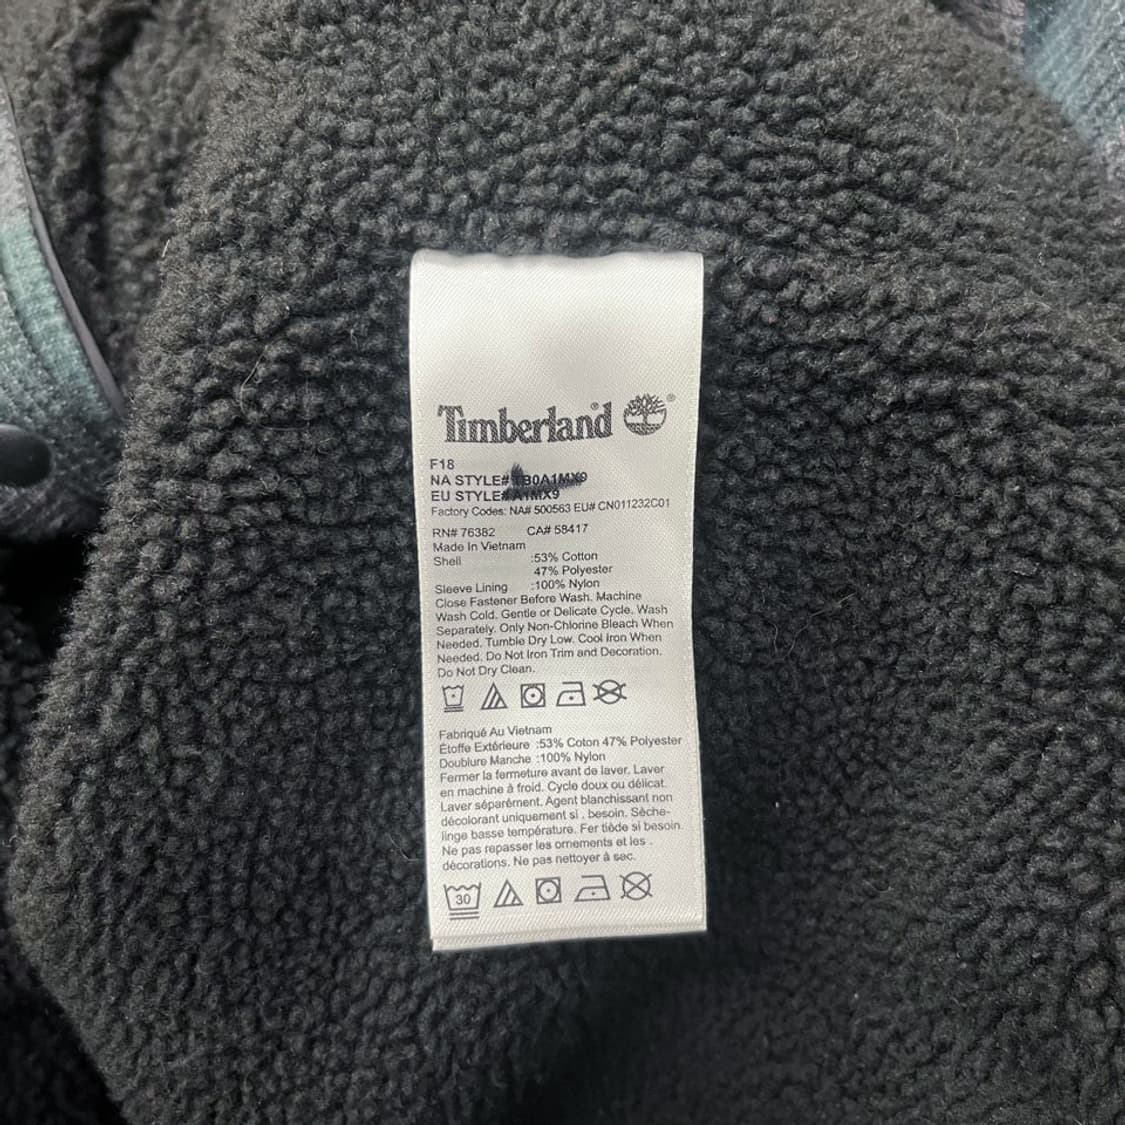 Timberland® ®
F18
NA STYLE# TB0A1MX9
EU STYLE# A1MX9
Factory Codes: NA# 500563 EU# CN011232C01
RN# 76382 CA# 58417
Made In Vietnam
Shell :53% Cotton
47% Polyester
Sleeve Lining :100% Nylon
Close Fastener Before Wash. Machine
Wash Cold. Gentle or Delicate Cycle. Wash
Separately. Only Non-Chlorine Bleach When
Needed. Tumble Dry Low. Cool Iron When
Needed. Do Not Iron Trim and Decoration.
Do Not Dry Clean.
Fabriqué Au Vietnam
Étoffe Extérieure :53% Coton 47% Polyester
Doublure Manche :100% Nylon
Fermer la fermeture avant de laver. Laver
en machine à froid. Cycle doux ou délicat.
Laver séparément. Agent blanchissant non
décolorant uniquement si . besoin. Sèche-
linge basse température. Fer tiède si besoin.
Ne pas repasser les ornements et les .
décorations. Ne pas nettoyer à sec.
30